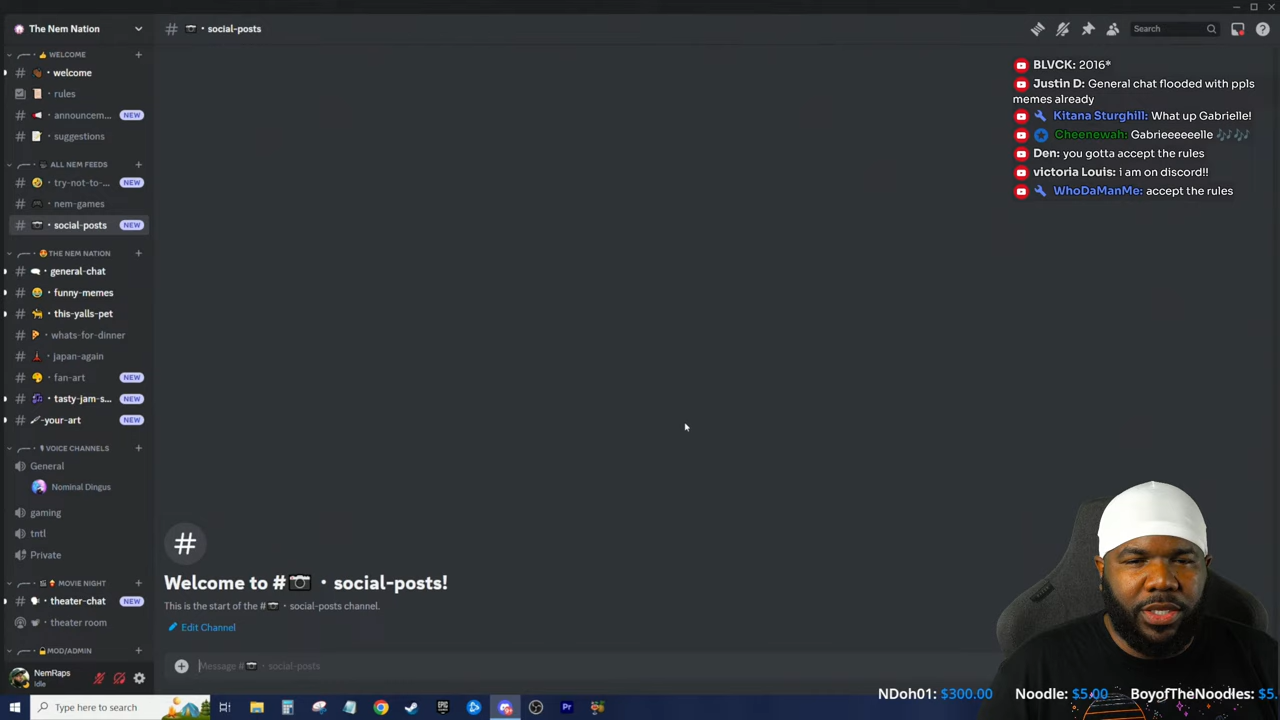 The Nem Nation
WELCOME
welcome
rules
announcem... NEW
suggestions
ALL NEM FEEDS
try-not-to-... NEW
nem-games
social-posts NEW
THE NEM NATION
general-chat
funny-memes
this-yalls-pet
whats-for-dinner
japan-again
fan-art NEW
tasty-jam-s... NEW
-your-art NEW
VOICE CHANNELS
General
Nominal Dingus
gaming
tntl
Private
MOVIE NIGHT
theater-chat NEW
theater room
MOD/ADMIN
NemRaps
Idle
# 📷・social-posts
Search
BLVCK: 2016*
Justin D: General chat flooded with ppls
memes already
Kitana Sturghill: What up Gabrielle!
Cheenewah: Gabrieeeeelle 🎶🎶
Den: you gotta accept the rules
victoria Louis: i am on discord!!
WhoDaManMe: accept the rules
#
Welcome to #📷・social-posts!
This is the start of the #📷・social-posts channel.
Edit Channel
Message #📷・social-posts
NDoh01: $300.00 Noodle: $5.00 BoyofTheNoodles: $5.
Type here to search